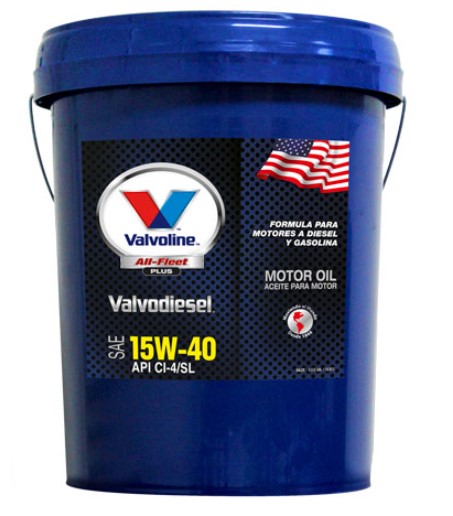 Valvoline™
All-Fleet
PLUS
Valvodiesel
SAE 15W-40
API CI-4/SL
FORMULA PARA
MOTORES A DIESEL
Y GASOLINA
MOTOR OIL
ACEITE PARA MOTOR